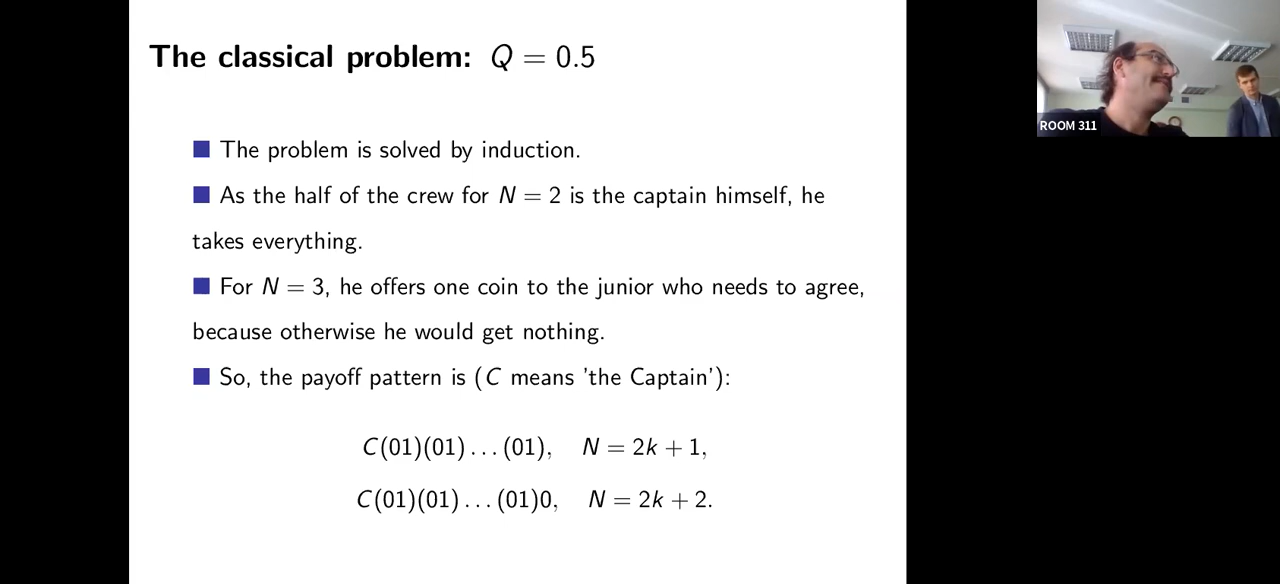 The classical problem: Q = 0.5
■ The problem is solved by induction.
■ As the half of the crew for N = 2 is the captain himself, he
takes everything.
■ For N = 3, he offers one coin to the junior who needs to agree,
because otherwise he would get nothing.
■ So, the payoff pattern is (C means 'the Captain'):
C(01)(01)...(01), N = 2k + 1,
C(01)(01)...(01)0, N = 2k + 2.
ROOM 311